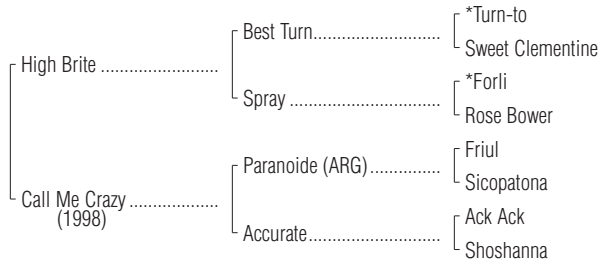 *Turn-to
Best Turn....................................
Sweet Clementine
High Brite ..........................
*Forli
Spray ..........................................
Rose Bower
Friul
Paranoide (ARG)...................
Sicopatona
Call Me Crazy ....................
(1998)
Ack Ack
Accurate.....................................
Shoshanna